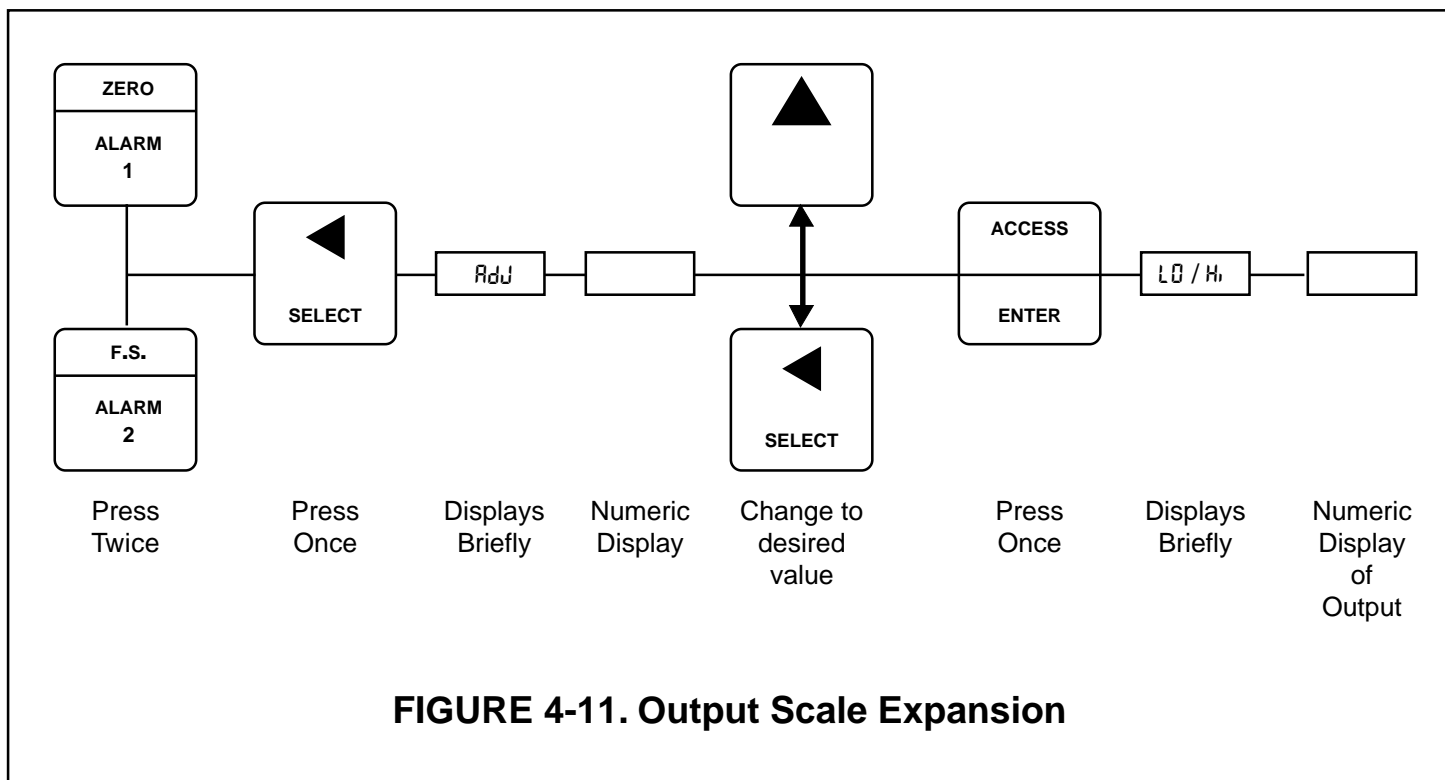 ZERO
ALARM
1
F.S.
ALARM
2
SELECT
AdJ
SELECT
ACCESS
ENTER
LO / Hi
Press
Twice
Press
Once
Displays
Briefly
Numeric
Display
Change to
desired
value
Press
Once
Displays
Briefly
Numeric
Display
of
Output
FIGURE 4-11. Output Scale Expansion